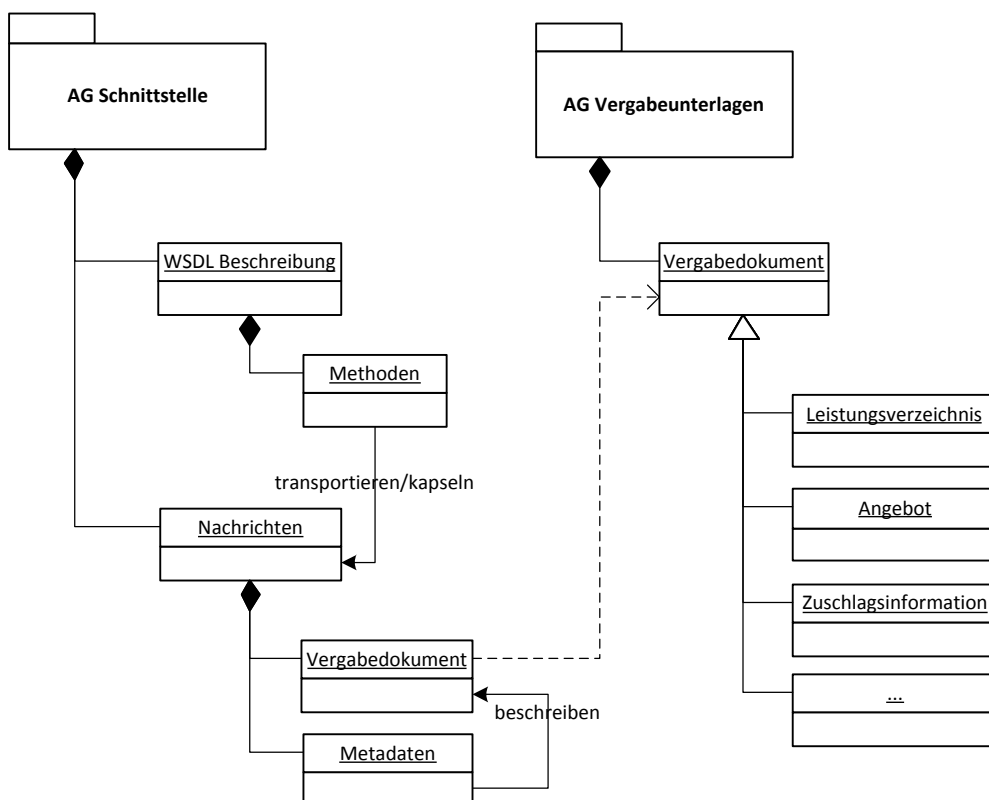 AG Schnittstelle
AG Vergabeunterlagen
WSDL Beschreibung
Vergabedokument
Methoden
Leistungsverzeichnis
transportieren/kapseln
Angebot
Nachrichten
Zuschlagsinformation
Vergabedokument
...
beschreiben
Metadaten